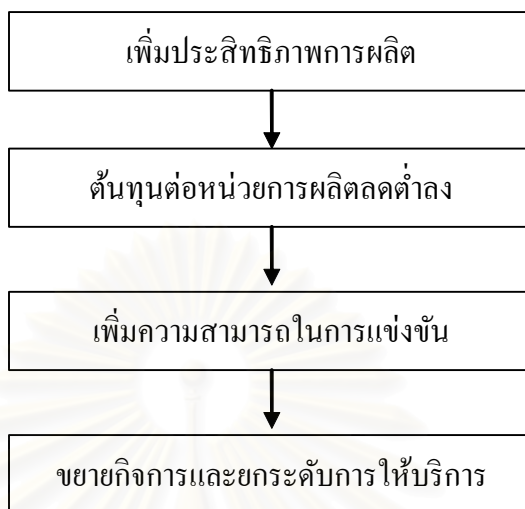 เพิ่มประสิทธิภาพการผลิต
ต้นทุนต่อหน่วยการผลิตลดต่ำลง
เพิ่มความสามารถในการแข่งขัน
ขยายกิจการและยกระดับการให้บริการ